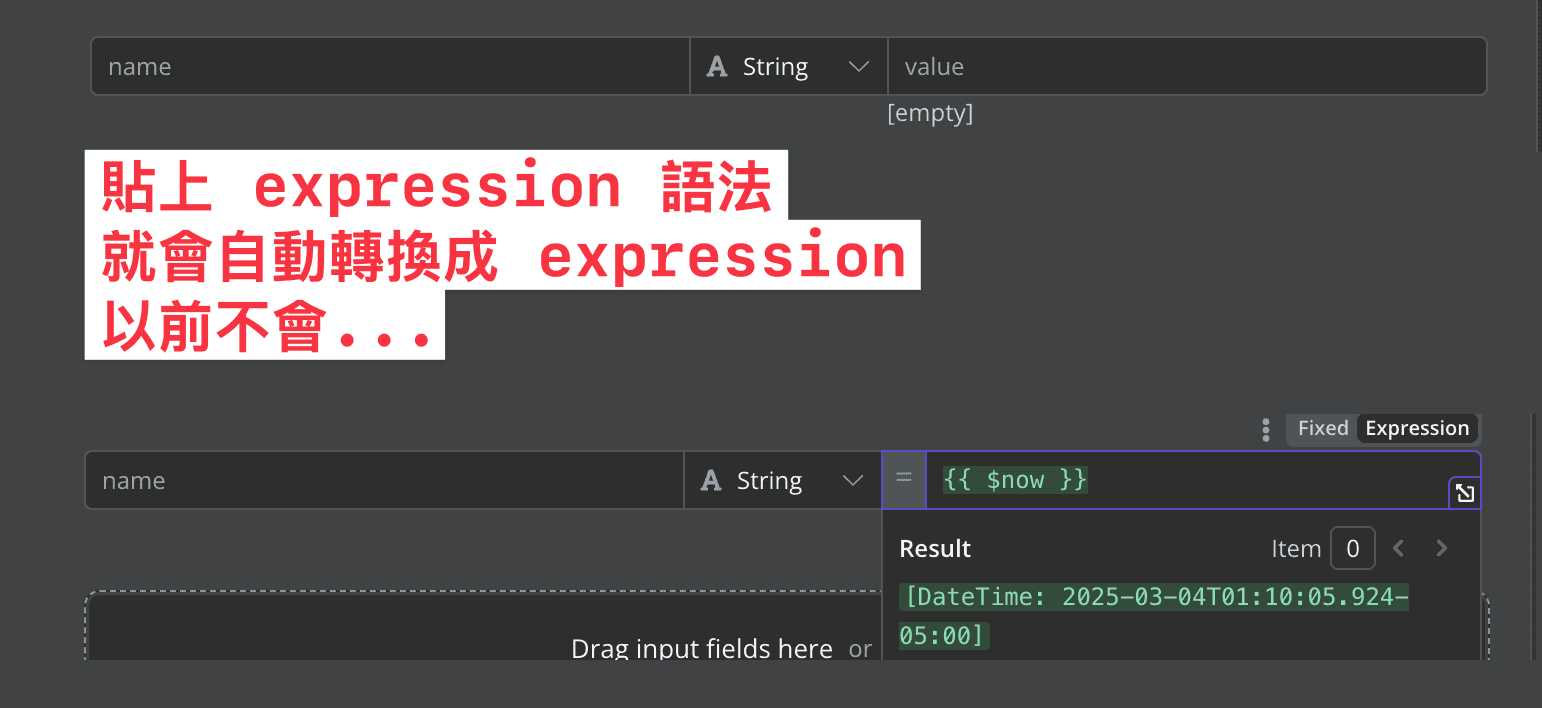 name
A String
value
[empty]
貼上 expression 語法
就會自動轉換成 expression
以前不會...
Fixed Expression
name
A String
= {{ $now }}
Result
Item 0
[DateTime: 2025-03-04T01:10:05.924-
05:00]
Drag input fields here or